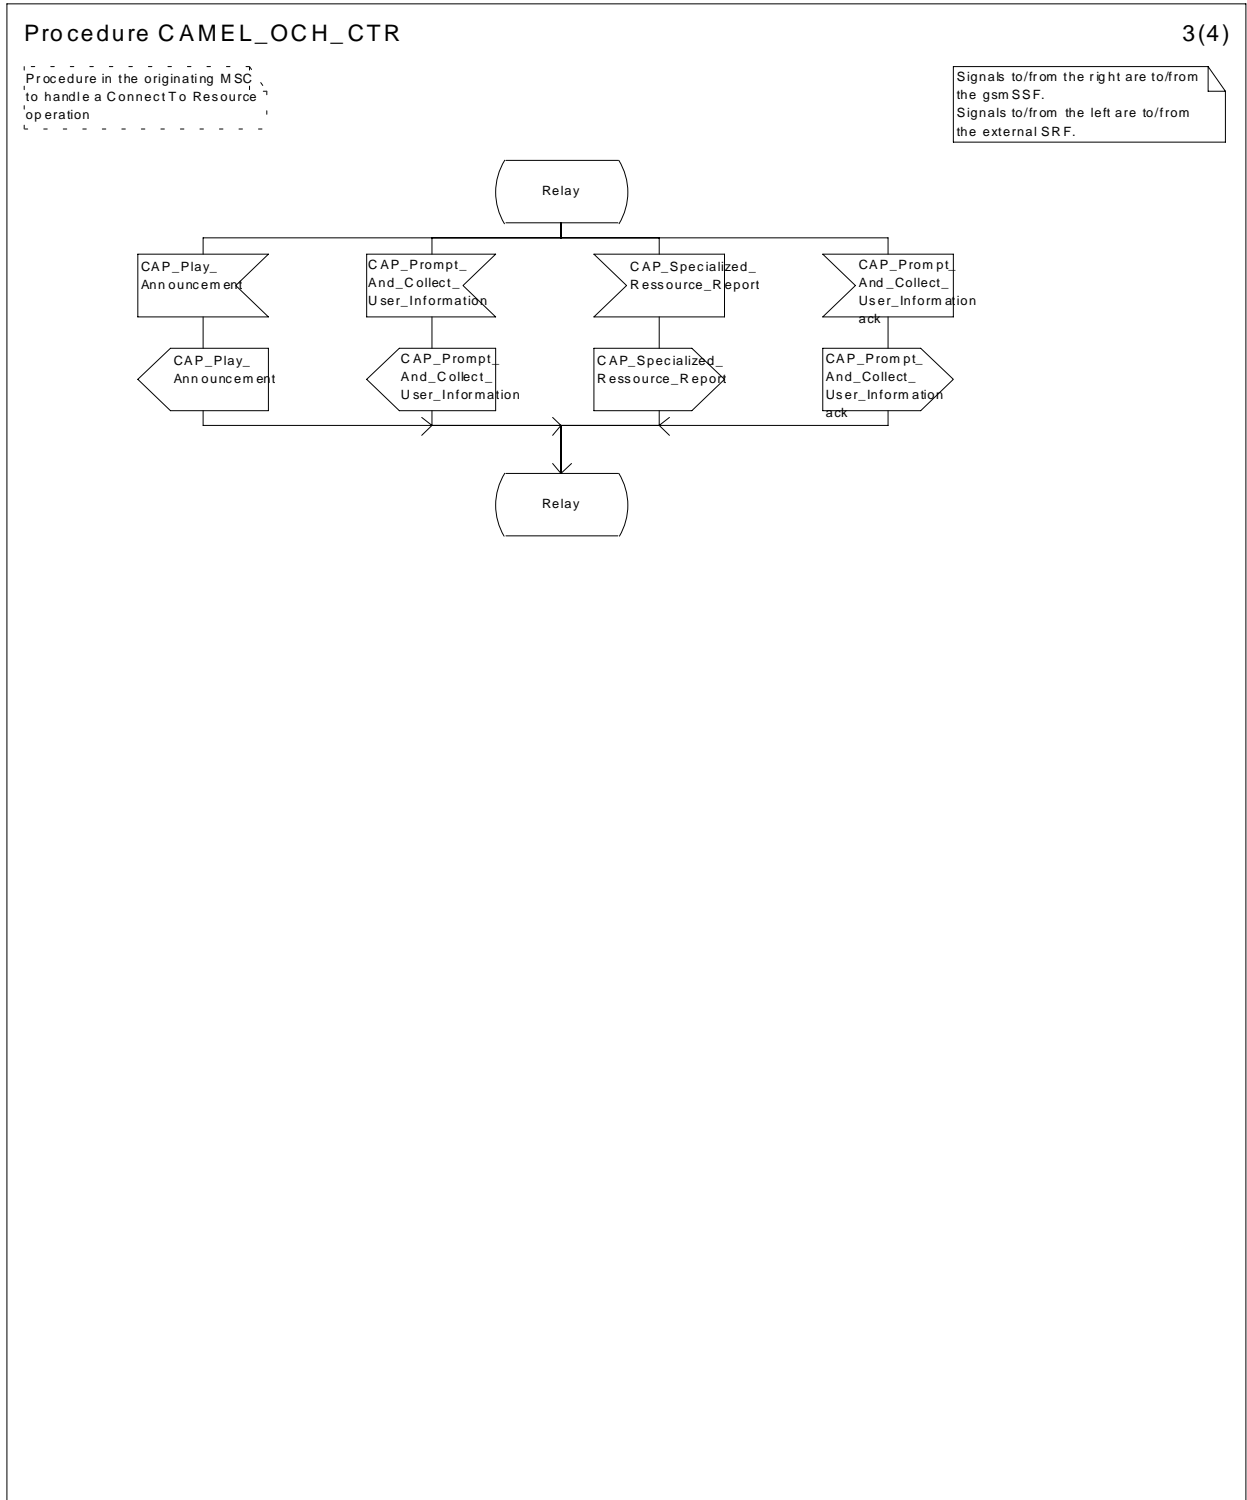 Procedure CAMEL_OCH_CTR
3(4)
Procedure in the originating MSC
to handle a Connect To Resource
operation
Signals to/from the right are to/from
the gsmSSF.
Signals to/from the left are to/from
the external SRF.
Relay
CAP_Play_
Announcement
CAP_Prompt_
And_Collect_
User_Information
CAP_Specialized_
Ressource_Report
CAP_Prompt_
And_Collect_
User_Information
ack
CAP_Play_
Announcement
CAP_Prompt_
And_Collect_
User_Information
CAP_Specialized_
Ressource_Report
CAP_Prompt_
And_Collect_
User_Information
ack
Relay